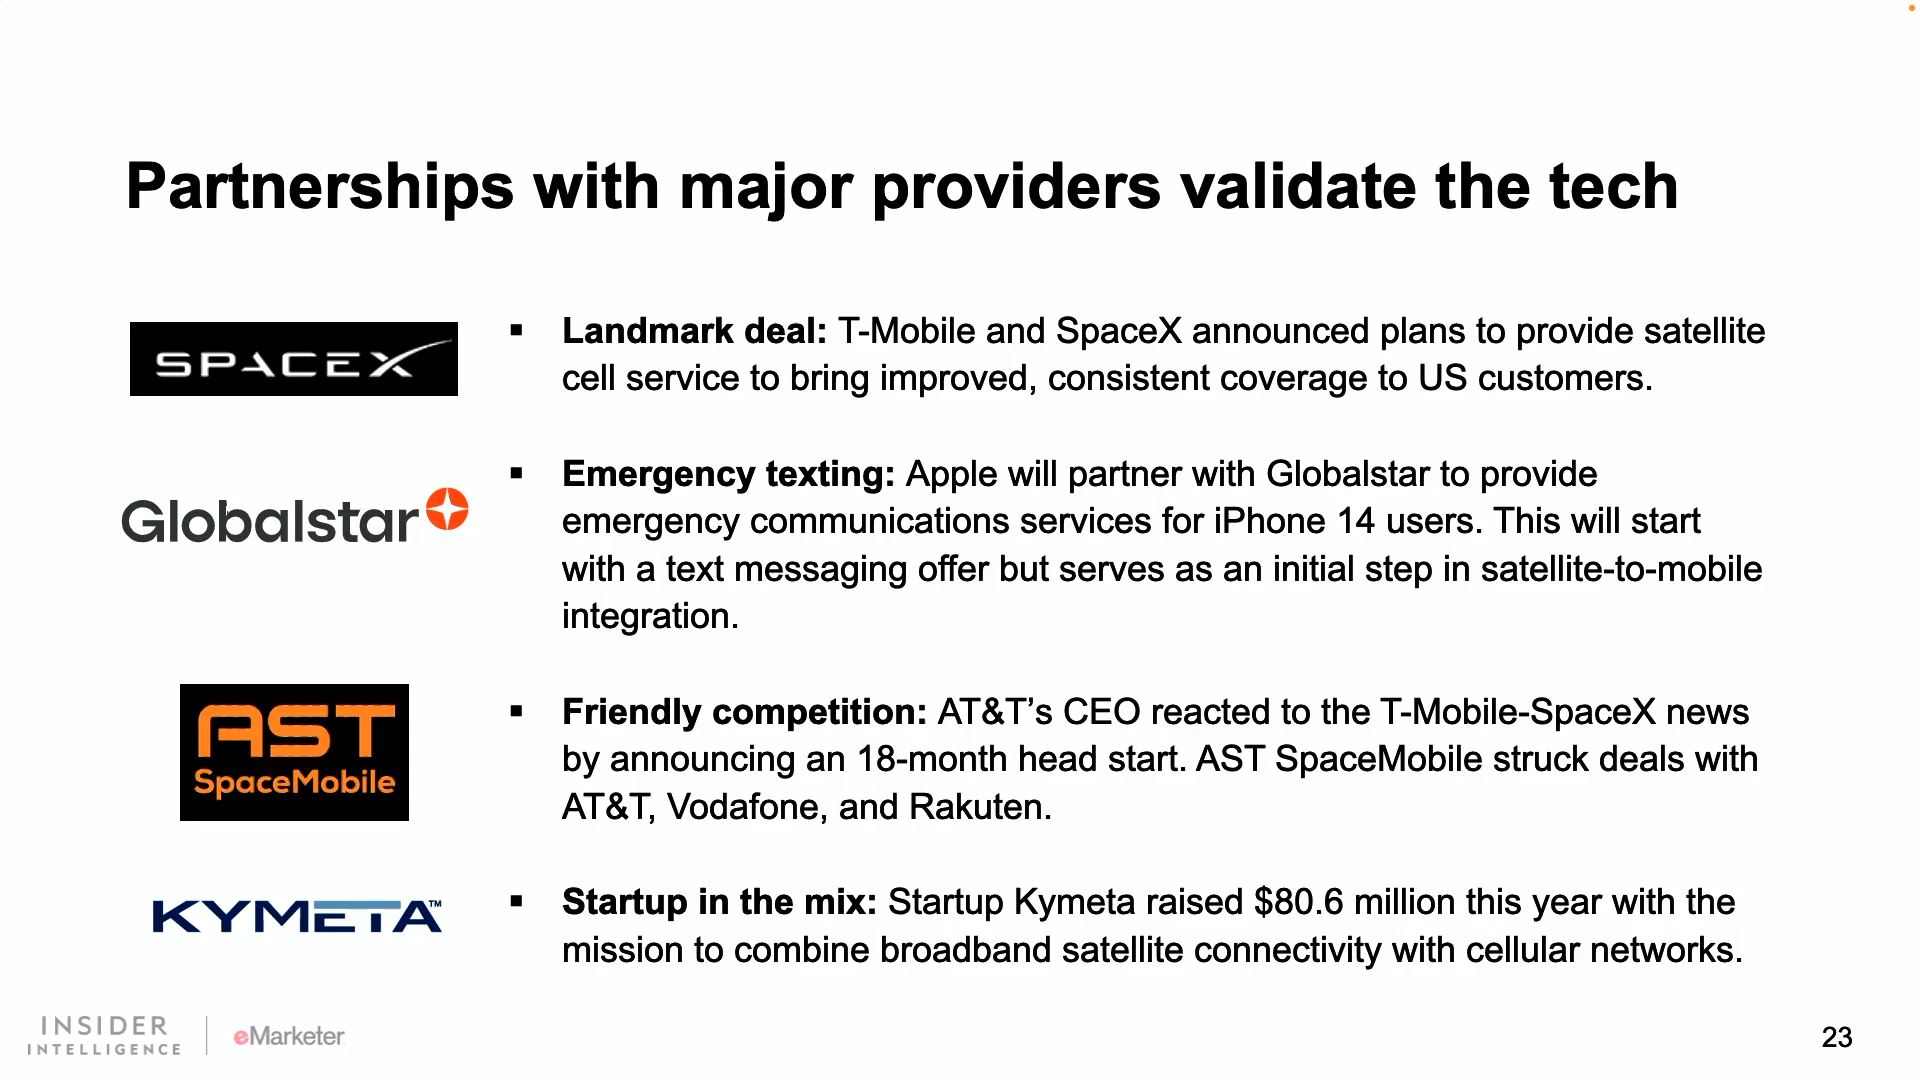 Partnerships with major providers validate the tech
SPACEX
▪ Landmark deal: T-Mobile and SpaceX announced plans to provide satellite
cell service to bring improved, consistent coverage to US customers.
Globalstar
▪ Emergency texting: Apple will partner with Globalstar to provide
emergency communications services for iPhone 14 users. This will start
with a text messaging offer but serves as an initial step in satellite-to-mobile
integration.
AST
SpaceMobile
▪ Friendly competition: AT&T’s CEO reacted to the T-Mobile-SpaceX news
by announcing an 18-month head start. AST SpaceMobile struck deals with
AT&T, Vodafone, and Rakuten.
KYMETA™
▪ Startup in the mix: Startup Kymeta raised $80.6 million this year with the
mission to combine broadband satellite connectivity with cellular networks.
INSIDER
INTELLIGENCE
eMarketer
23